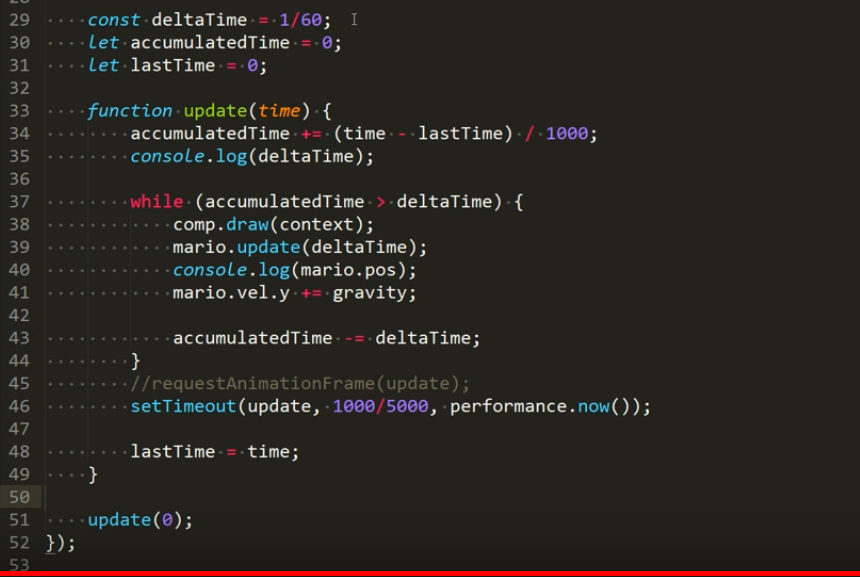 29 const deltaTime = 1/60;
30 let accumulatedTime = 0;
31 let lastTime = 0;
32
33 function update(time) {
34 accumulatedTime += (time - lastTime) / 1000;
35 console.log(deltaTime);
36
37 while (accumulatedTime > deltaTime) {
38 comp.draw(context);
39 mario.update(deltaTime);
40 console.log(mario.pos);
41 mario.vel.y += gravity;
42
43 accumulatedTime -= deltaTime;
44 }
45 //requestAnimationFrame(update);
46 setTimeout(update, 1000/5000, performance.now());
47
48 lastTime = time;
49 }
50
51 update(0);
52 });
53